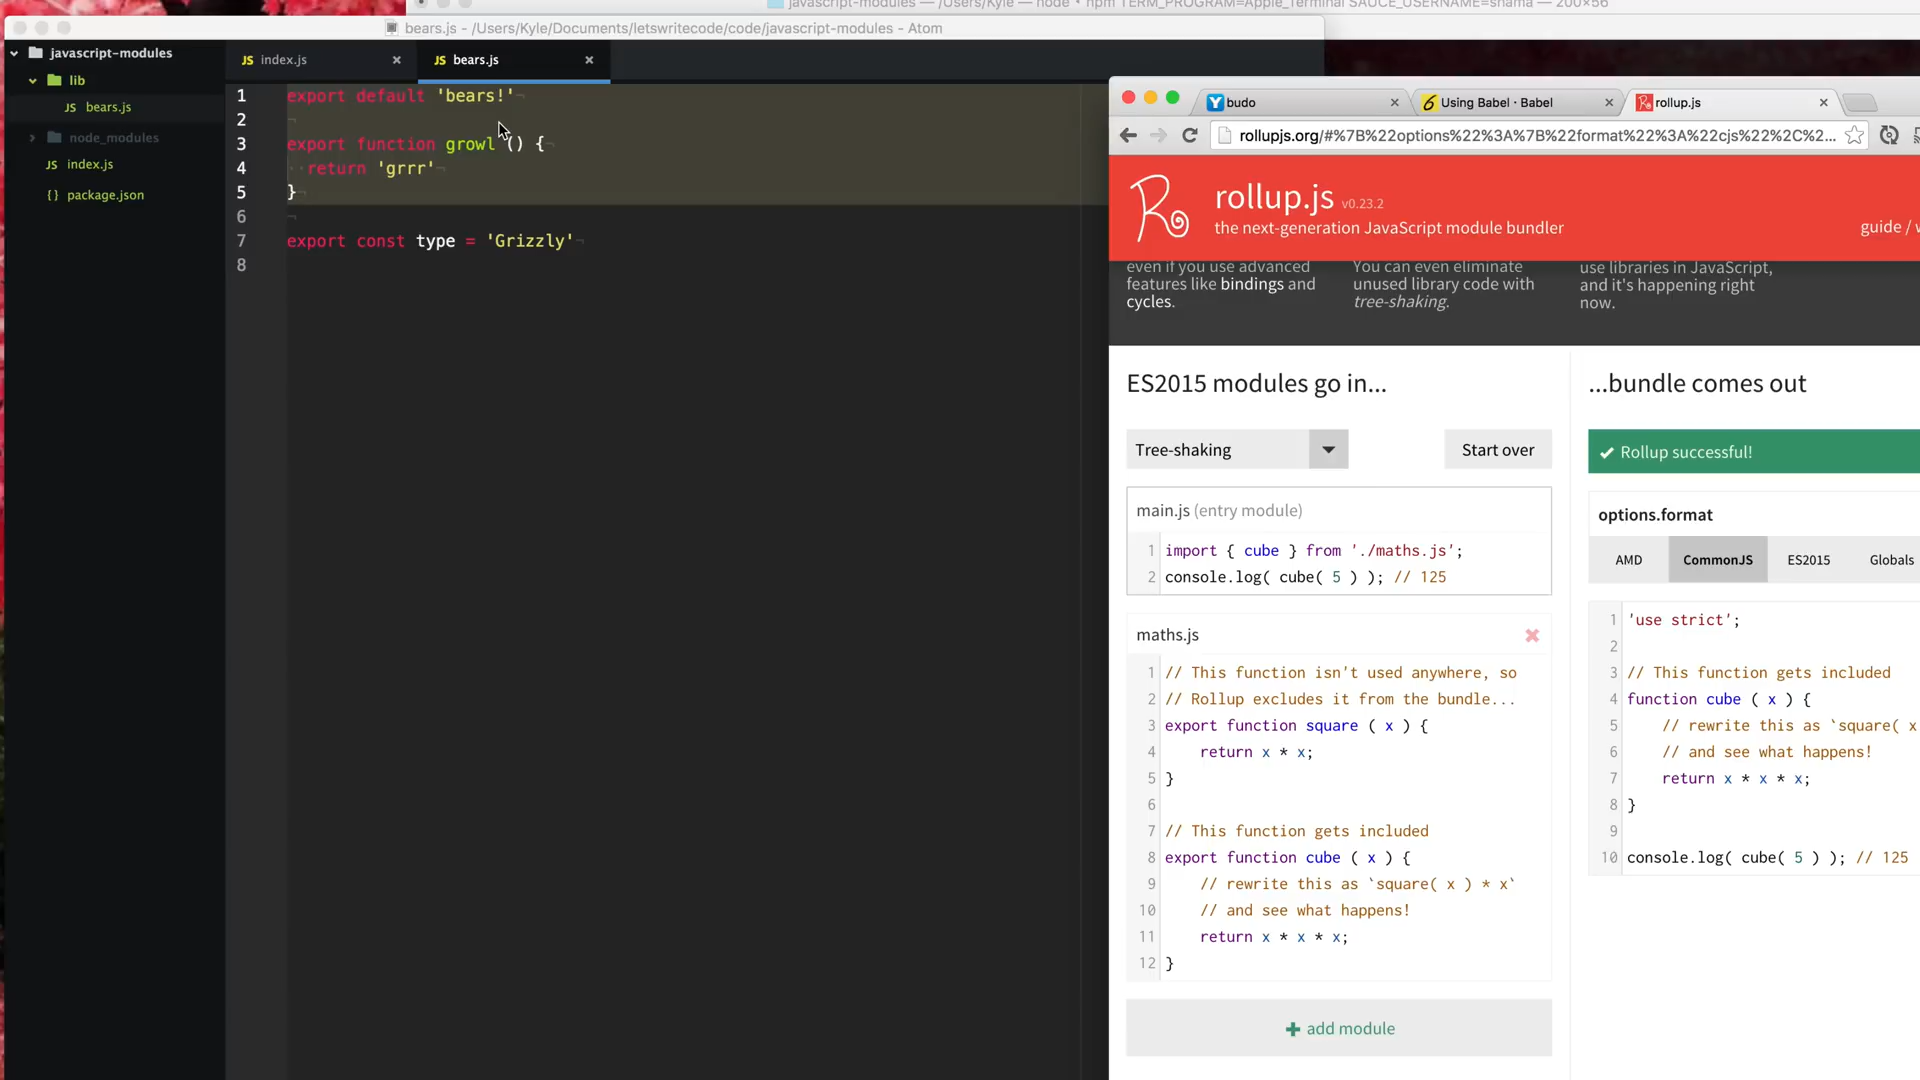 javascript-modules — /Users/Kyle — node • npm TERM_PROGRAM=Apple_Terminal SAUCE_USERNAME=shama — 200×56
bears.js - /Users/Kyle/Documents/letswritecode/code/javascript-modules - Atom
javascript-modules
lib
JS bears.js
node_modules
JS index.js
{} package.json
JS index.js
JS bears.js
1 export default 'bears!'
2
3 export function growl () {
4 return 'grrr'
5 }
6
7 export const type = 'Grizzly'
8
budo
Using Babel · Babel
rollup.js
rollupjs.org/#%7B%22options%22%3A%7B%22format%22%3A%22cjs%22%2C%2...
rollup.js v0.23.2
the next-generation JavaScript module bundler
guide /
even if you use advanced
features like bindings and
cycles.
You can even eliminate
unused library code with
tree-shaking.
use libraries in JavaScript,
and it's happening right
now.
ES2015 modules go in...
Tree-shaking
Start over
main.js (entry module)
1 import { cube } from './maths.js';
2 console.log( cube( 5 ) ); // 125
maths.js
1 // This function isn't used anywhere, so
2 // Rollup excludes it from the bundle...
3 export function square ( x ) {
4 return x * x;
5 }
6
7 // This function gets included
8 export function cube ( x ) {
9 // rewrite this as `square( x ) * x`
10 // and see what happens!
11 return x * x * x;
12 }
add module
...bundle comes out
Rollup successful!
options.format
AMD
CommonJS
ES2015
Globals
1 'use strict';
2
3 // This function gets included
4 function cube ( x ) {
5 // rewrite this as `square( x
6 // and see what happens!
7 return x * x * x;
8 }
9
10 console.log( cube( 5 ) ); // 125